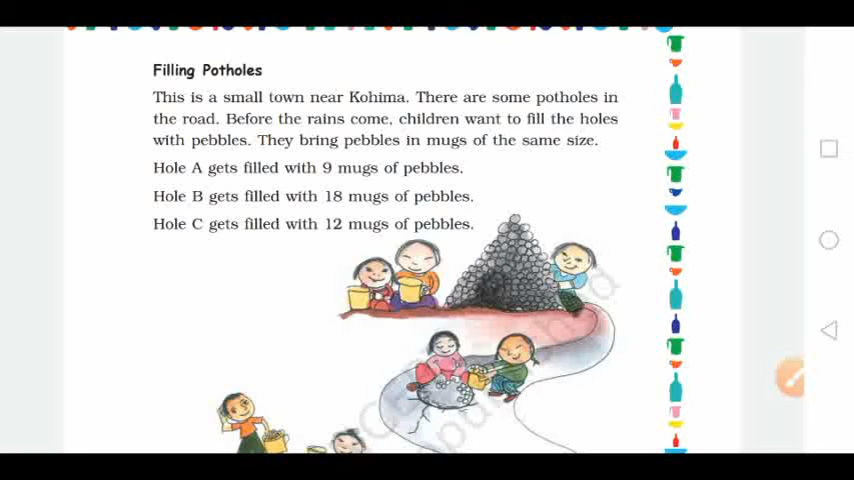 Filling Potholes
This is a small town near Kohima. There are some potholes in
the road. Before the rains come, children want to fill the holes
with pebbles. They bring pebbles in mugs of the same size.
Hole A gets filled with 9 mugs of pebbles.
Hole B gets filled with 18 mugs of pebbles.
Hole C gets filled with 12 mugs of pebbles.